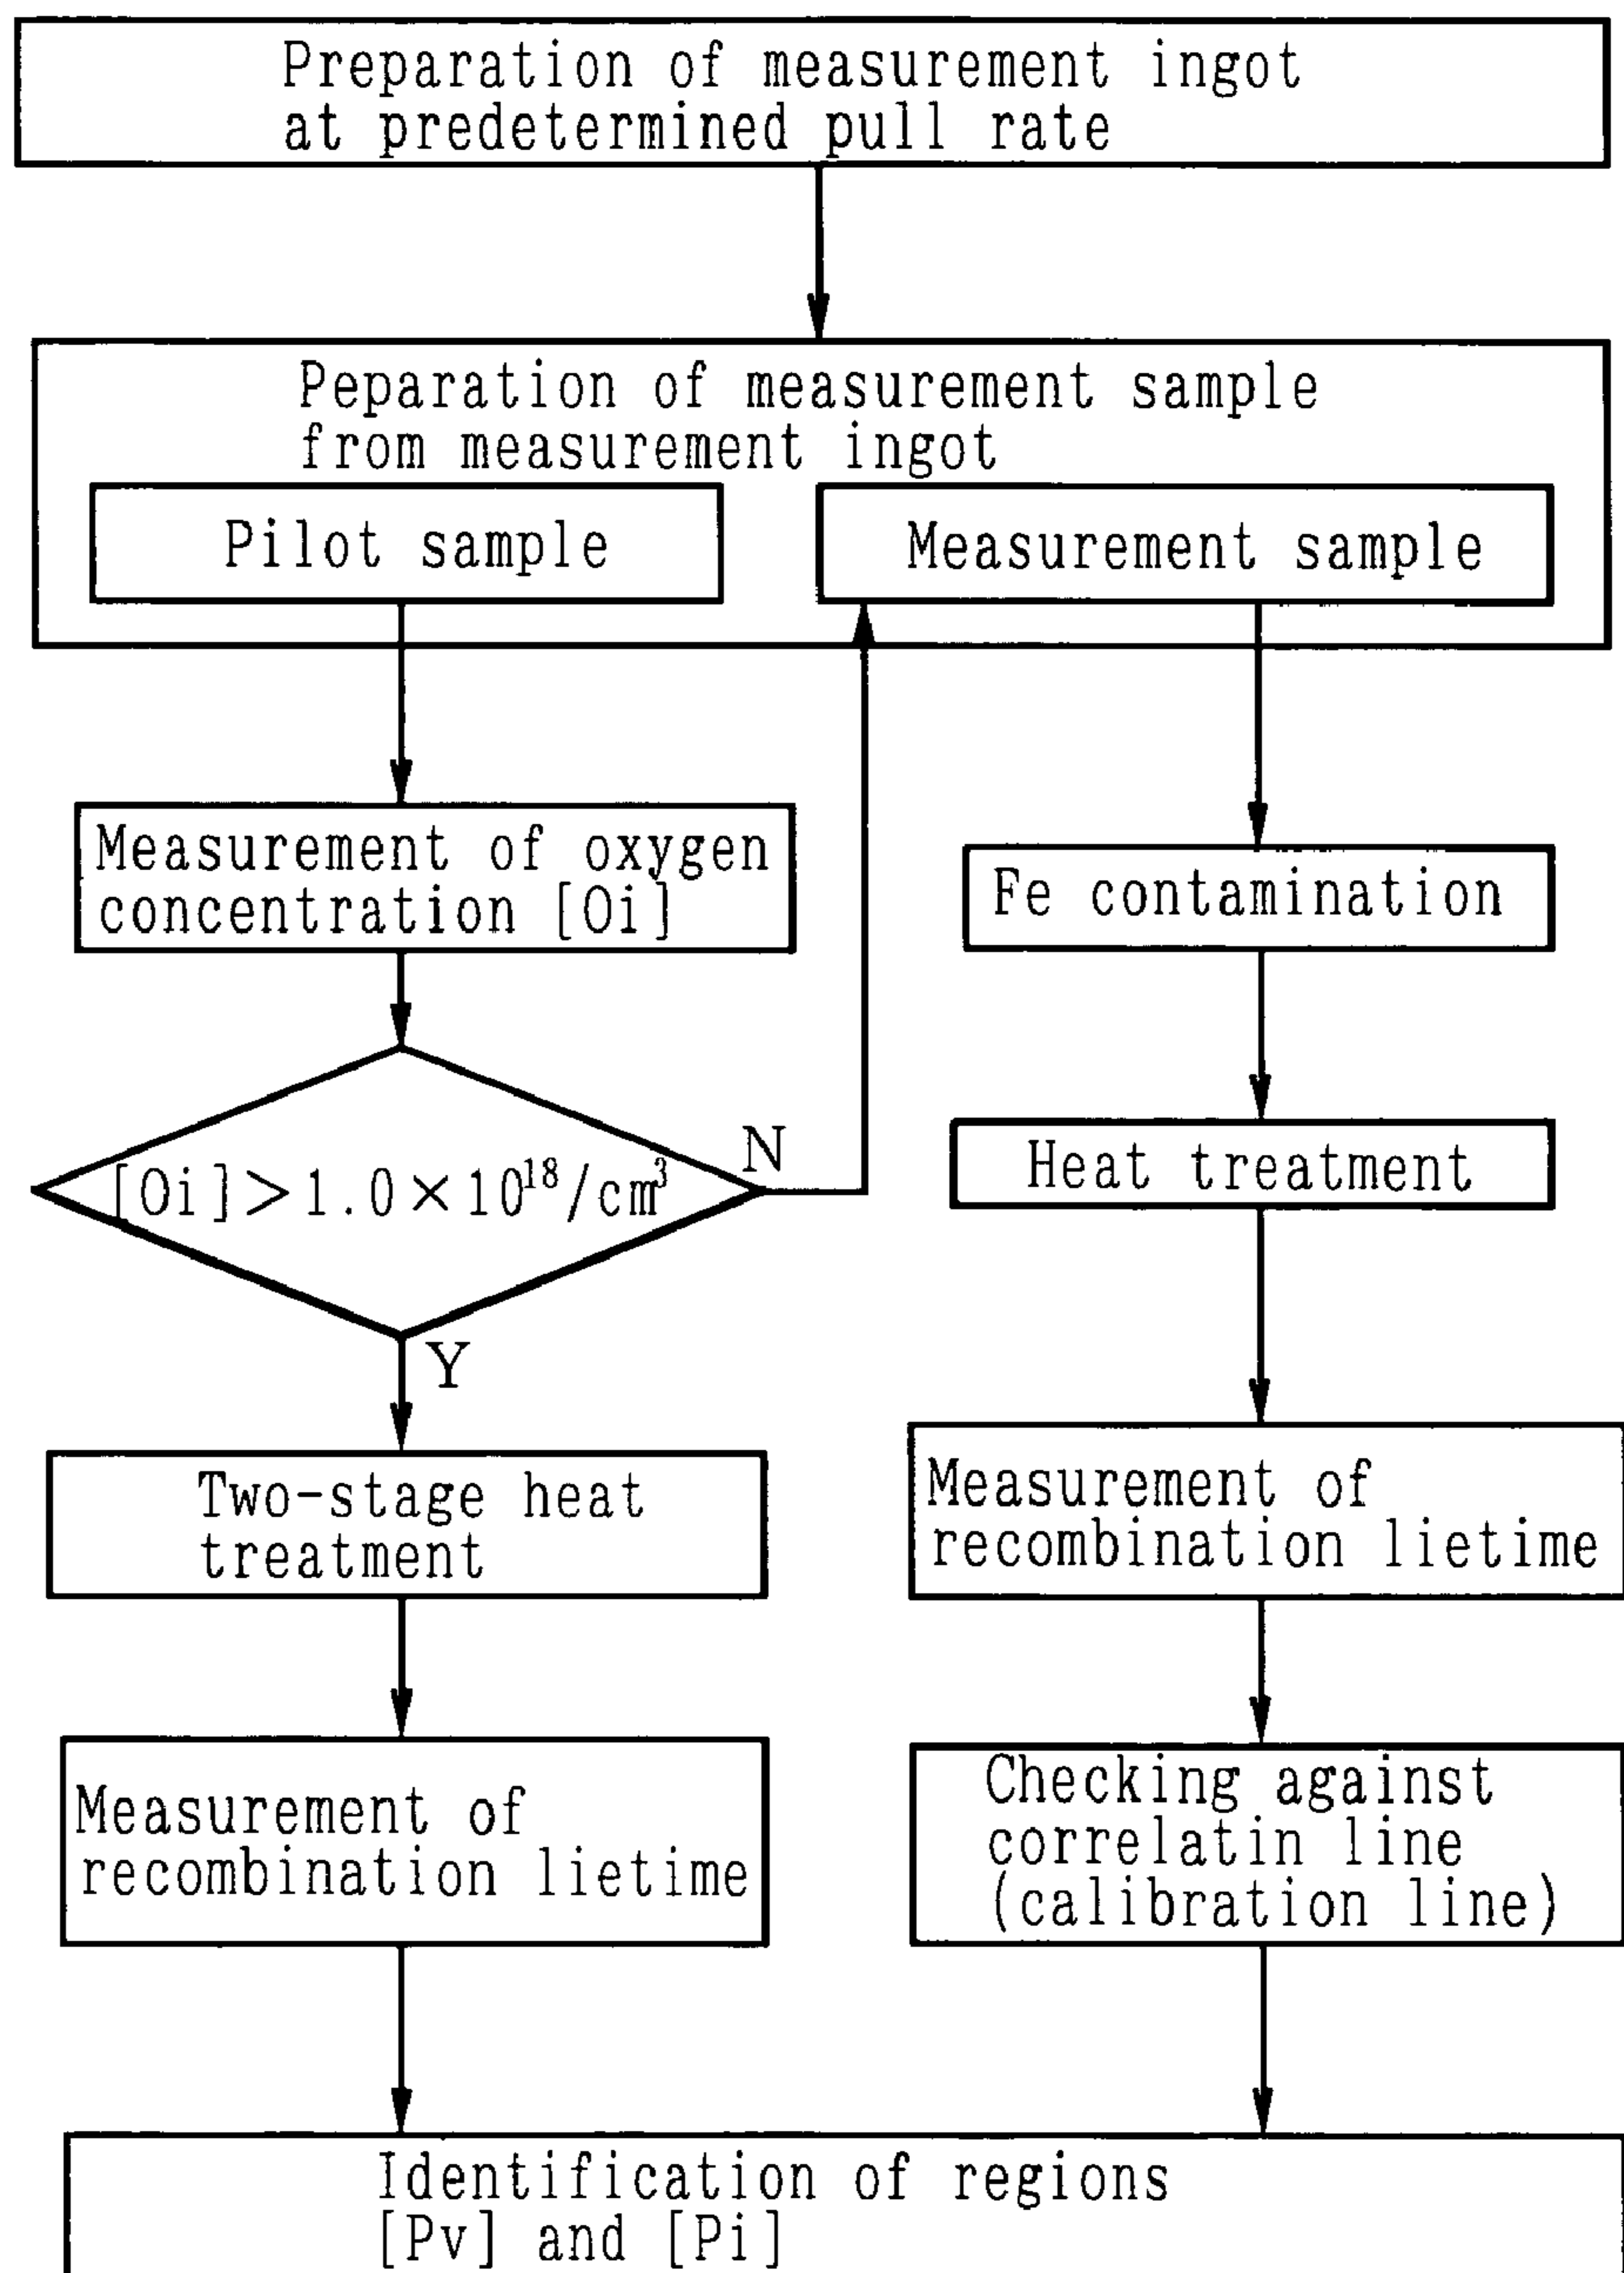 Preparation of measurement ingot
at predetermined pull rate
Peparation of measurement sample
from measurement ingot
Pilot sample
Measurement sample
Measurement of oxygen
concentration [Oi]
Fe contamination
[Oi]>1.0×10¹⁸/cm³
N
Y
Heat treatment
Two-stage heat
treatment
Measurement of
recombination lietime
Measurement of
recombination lietime
Checking against
correlatin line
(calibration line)
Identification of regions
[Pv] and [Pi]